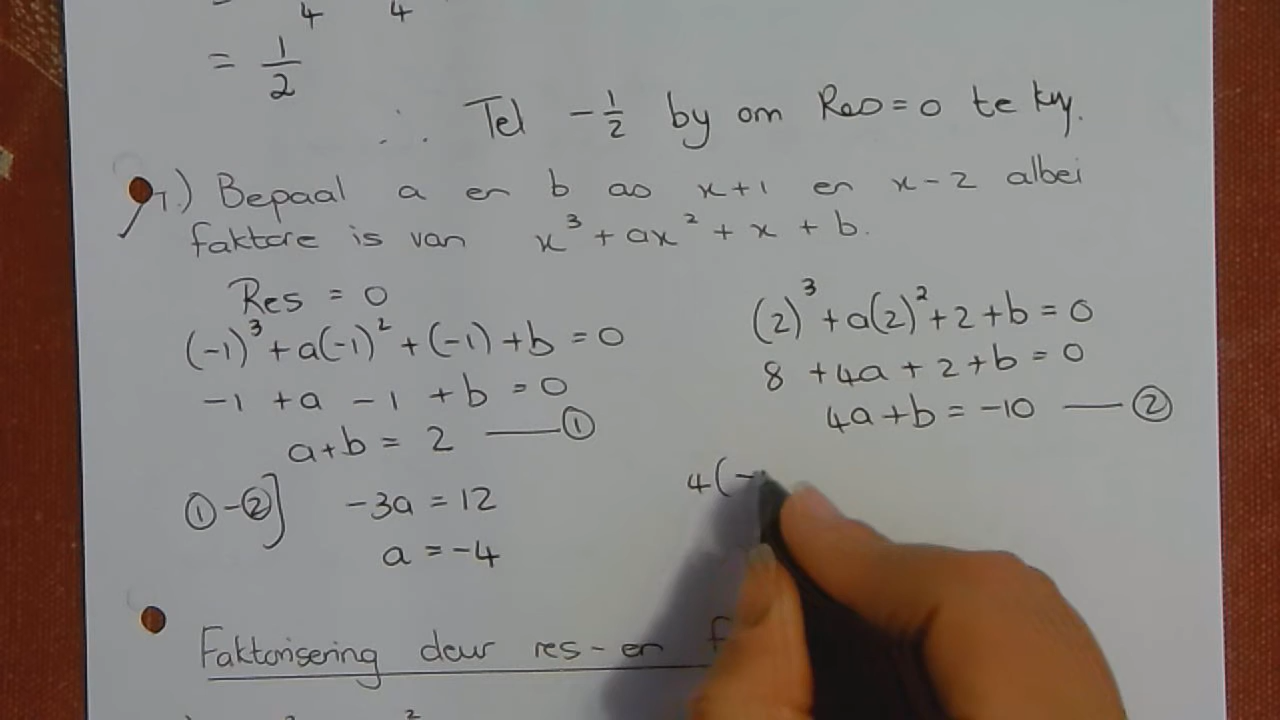 4 4
= 1/2
∴ Tel -1/2 by om Res=0 te kry.
7.) Bepaal a en b as x+1 en x-2 albei
faktore is van x³+ax²+x+b.
Res = 0
(-1)³+a(-1)²+(-1)+b=0
-1+a-1+b=0
a+b=2 ①
①-②] -3a=12
a=-4
(2)³+a(2)²+2+b=0
8+4a+2+b=0
4a+b=-10 ②
4(-
Faktorisering deur res-en f